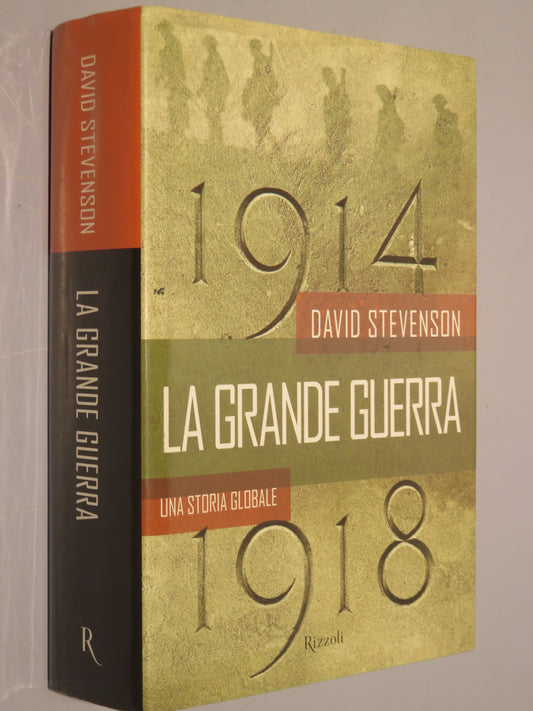 DAVID STEVENSON
LA GRANDE GUERRA
R
1914
DAVID STEVENSON
LA GRANDE GUERRA
UNA STORIA GLOBALE
1918
Rizzoli